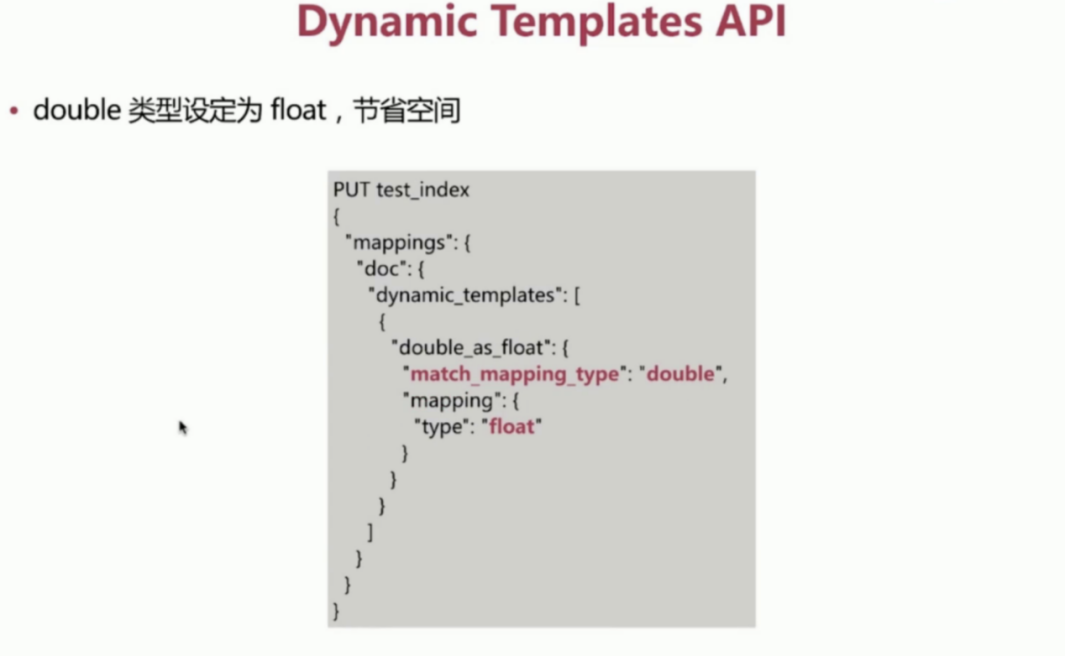 Dynamic Templates API
• double 类型设定为 float，节省空间
PUT test_index
{
"mappings": {
"doc": {
"dynamic_templates": [
{
"double_as_float": {
"match_mapping_type": "double",
"mapping": {
"type": "float"
}
}
}
]
}
}
}